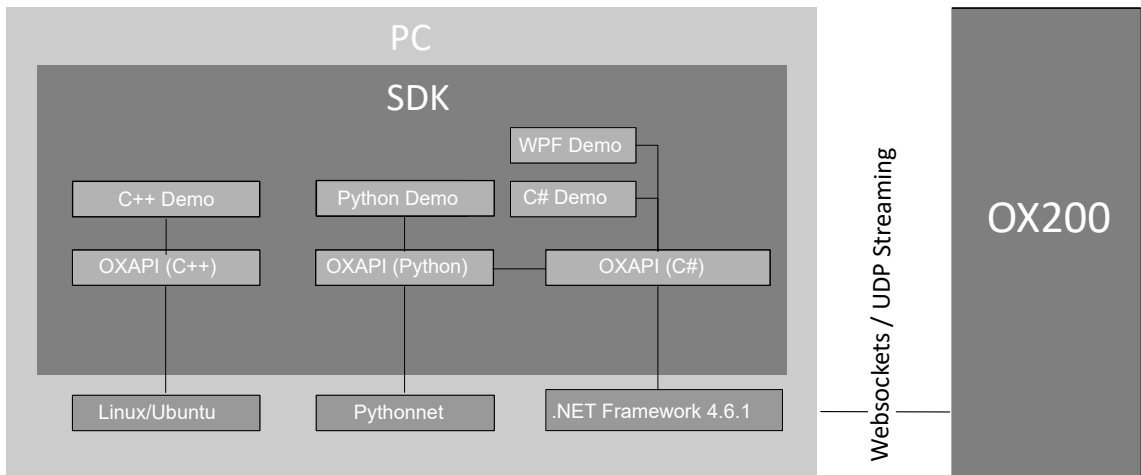 PC
SDK
WPF Demo
C++ Demo
Python Demo
C# Demo
OXAPI (C++)
OXAPI (Python)
OXAPI (C#)
Linux/Ubuntu
Pythonnet
.NET Framework 4.6.1
Websockets / UDP Streaming
OX200